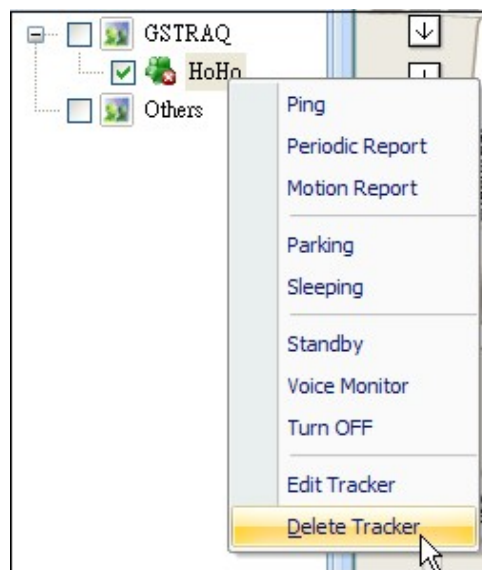 GSTRAQ
HoHo
Others
Ping
Periodic Report
Motion Report
Parking
Sleeping
Standby
Voice Monitor
Turn OFF
Edit Tracker
Delete Tracker